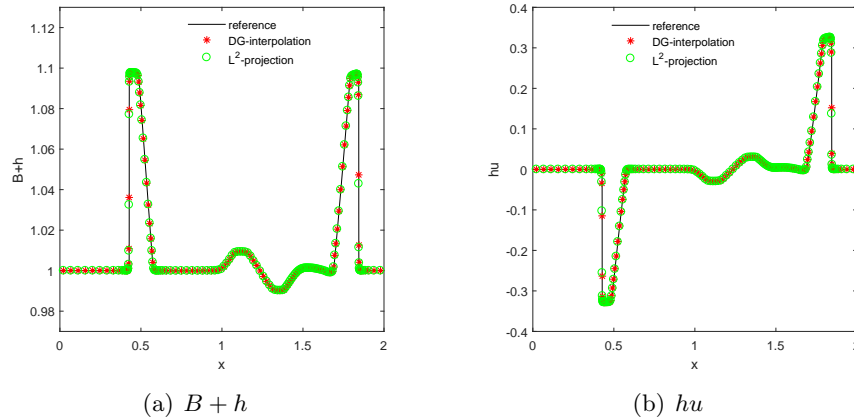 reference
DG-interpolation
L²-projection
1.12
1.1
1.08
1.06
1.04
1.02
1
0.98
B+h
0 0.5 1 1.5 2
x
(a) B + h
reference
DG-interpolation
L²-projection
0.4
0.3
0.2
0.1
0
-0.1
-0.2
-0.3
-0.4
hu
0 0.5 1 1.5 2
x
(b) hu